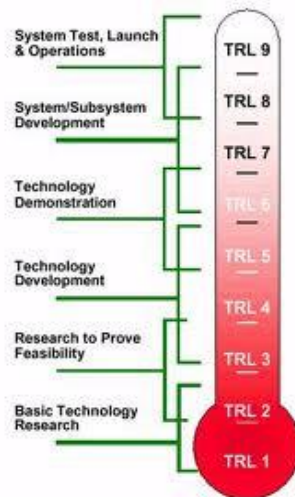 System Test, Launch
& Operations
System/Subsystem
Development
Technology
Demonstration
Technology
Development
Research to Prove
Feasibility
Basic Technology
Research
TRL 9
TRL 8
TRL 7
TRL 6
TRL 5
TRL 4
TRL 3
TRL 2
TRL 1